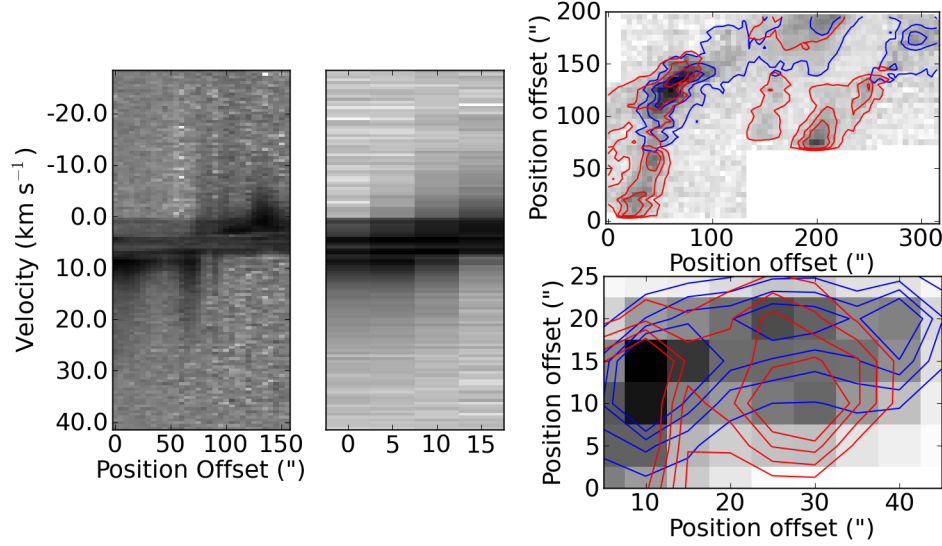 Velocity (km s⁻¹)
-20.0
-10.0
0.0
10.0
20.0
30.0
40.0
0 50 100 150
Position Offset (")
0 5 10 15
Position offset (")
200
150
100
50
0
0 100 200 300
Position offset (")
Position offset (")
25
20
15
10
5
0
10 20 30 40
Position offset (")